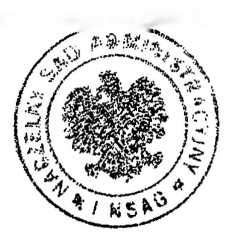 NACZELNY SĄD ADMINISTRACYJNY
* I NSAG *